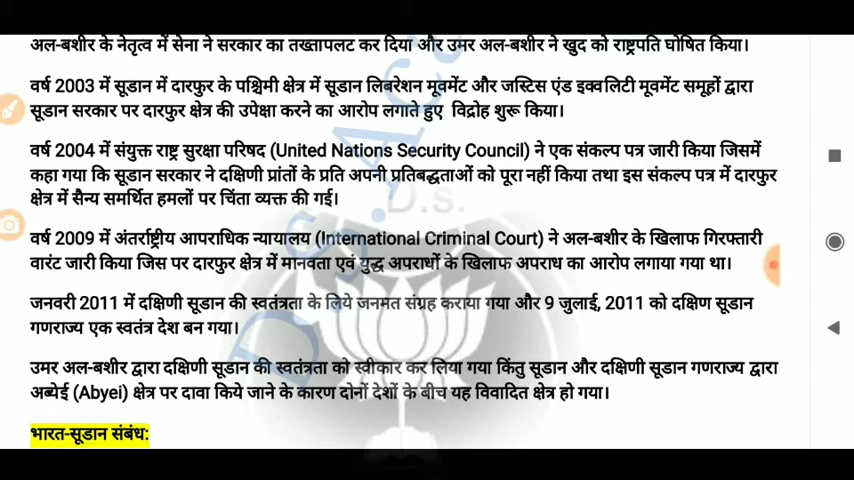 अल-बशीर के नेतृत्व में सेना ने सरकार का तख्तापलट कर दिया और उमर अल-बशीर ने खुद को राष्ट्रपति घोषित किया।
वर्ष 2003 में सूडान में दारफुर के पश्चिमी क्षेत्र में सूडान लिबरेशन मूवमेंट और जस्टिस एंड इक्वलिटी मूवमेंट समूहों द्वारा
सूडान सरकार पर दारफुर क्षेत्र की उपेक्षा करने का आरोप लगाते हुए विद्रोह शुरू किया।
वर्ष 2004 में संयुक्त राष्ट्र सुरक्षा परिषद (United Nations Security Council) ने एक संकल्प पत्र जारी किया जिसमें
कहा गया कि सूडान सरकार ने दक्षिणी प्रांतों के प्रति अपनी प्रतिबद्धताओं को पूरा नहीं किया तथा इस संकल्प पत्र में दारफुर
क्षेत्र में सैन्य समर्थित हमलों पर चिंता व्यक्त की गई।
वर्ष 2009 में अंतर्राष्ट्रीय आपराधिक न्यायालय (International Criminal Court) ने अल-बशीर के खिलाफ गिरफ्तारी
वारंट जारी किया जिस पर दारफुर क्षेत्र में मानवता एवं युद्ध अपराधों के खिलाफ अपराध का आरोप लगाया गया था।
जनवरी 2011 में दक्षिणी सूडान की स्वतंत्रता के लिये जनमत संग्रह कराया गया और 9 जुलाई, 2011 को दक्षिण सूडान
गणराज्य एक स्वतंत्र देश बन गया।
उमर अल-बशीर द्वारा दक्षिणी सूडान की स्वतंत्रता को स्वीकार कर लिया गया किंतु सूडान और दक्षिणी सूडान गणराज्य द्वारा
अब्येई (Abyei) क्षेत्र पर दावा किये जाने के कारण दोनों देशों के बीच यह विवादित क्षेत्र हो गया।
भारत-सूडान संबंध:
D.s.